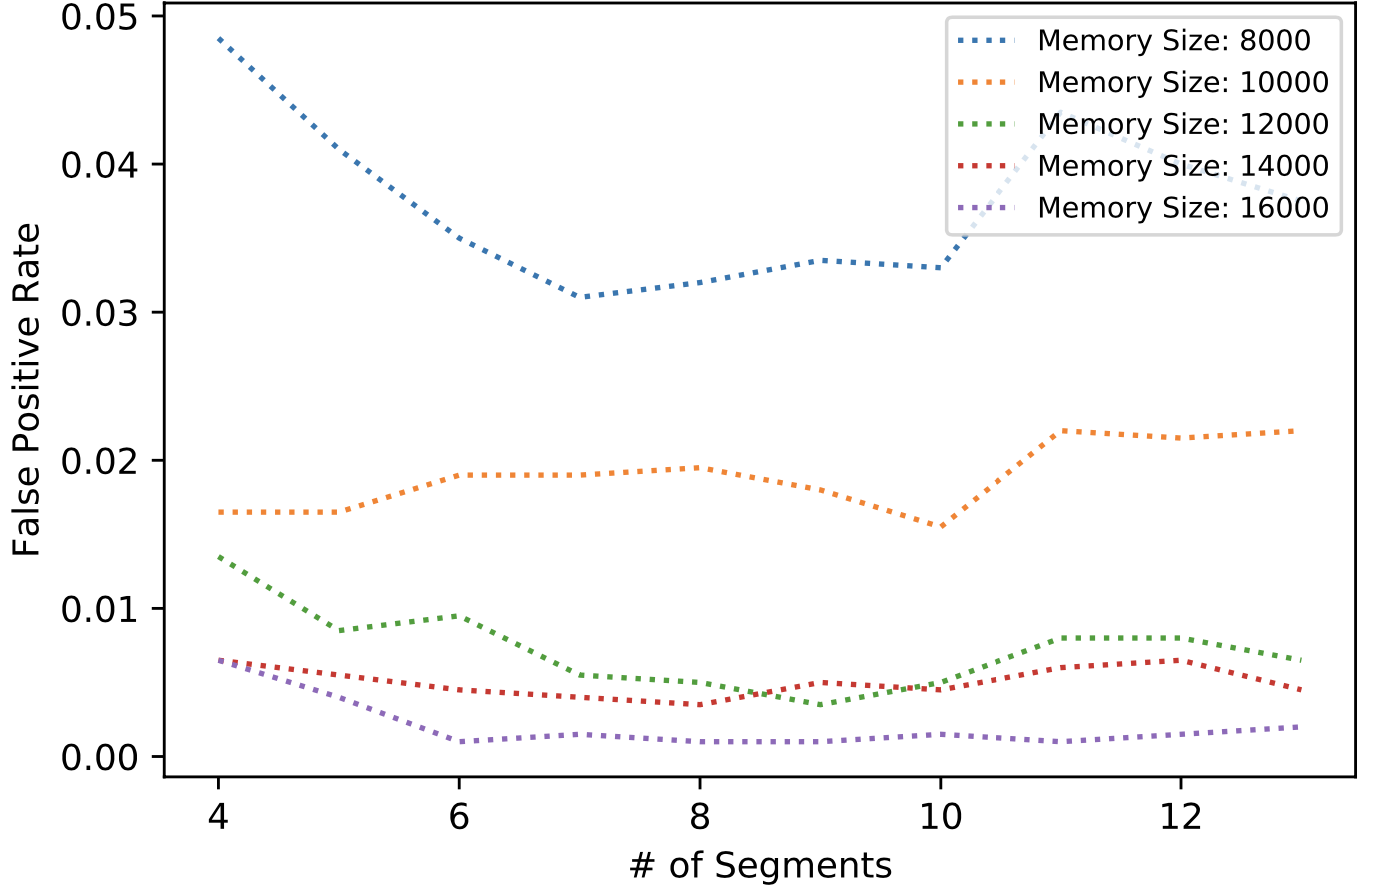 0.05
0.04
0.03
0.02
0.01
0.00
False Positive Rate
4 6 8 10 12
# of Segments
Memory Size: 8000
Memory Size: 10000
Memory Size: 12000
Memory Size: 14000
Memory Size: 16000